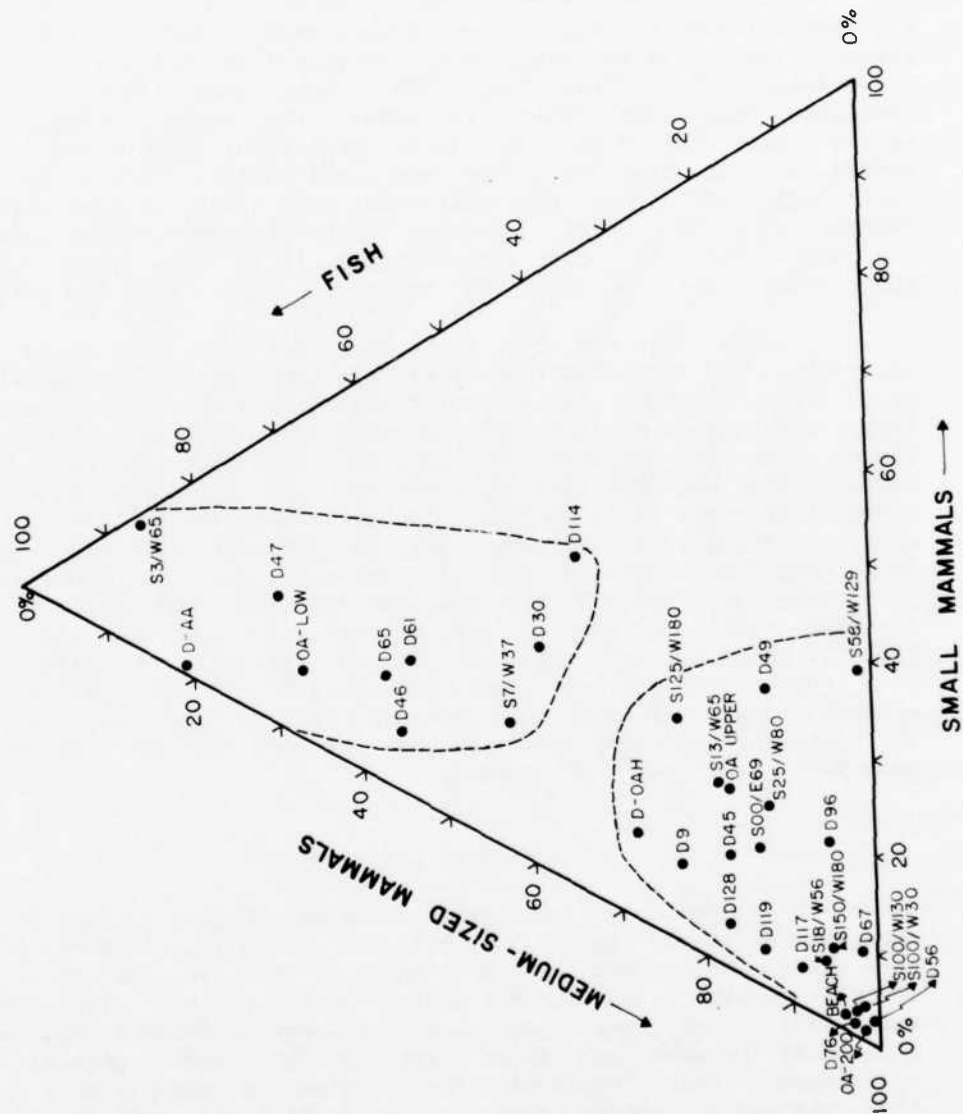 0%
100
S3/W65
D-AA
80
20
D47
OA-LOW
FISH
60
D65
D61
D46
40
S7/W37
D30
D114
40
MEDIUM-SIZED MAMMALS
60
20
D-OAH
S125/W180
D9
S13/W65
OA UPPER
D128
D45
80
D49
S00/E69
D119
S25/W80
D117
D96
S18/W56
S150/W180
D67
S58/W129
BEACH
D76
OA-200
S100/W130
S100/W30
D56
100
0%
20
40
60
80
100
0%
SMALL MAMMALS